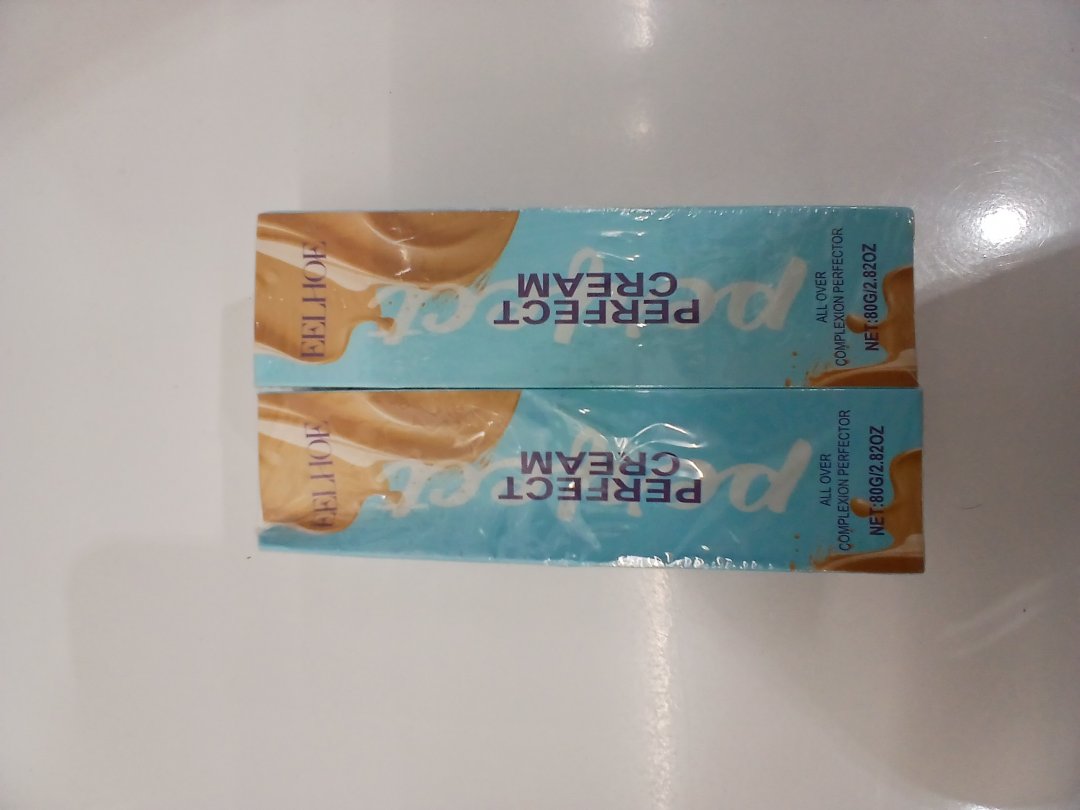 EELHOE
perfect
PERFECT
CREAM
ALL OVER
COMPLEXION PERFECTOR
NET:80G/2.82OZ
EELHOE
perfect
PERFECT
CREAM
ALL OVER
COMPLEXION PERFECTOR
NET:80G/2.82OZ